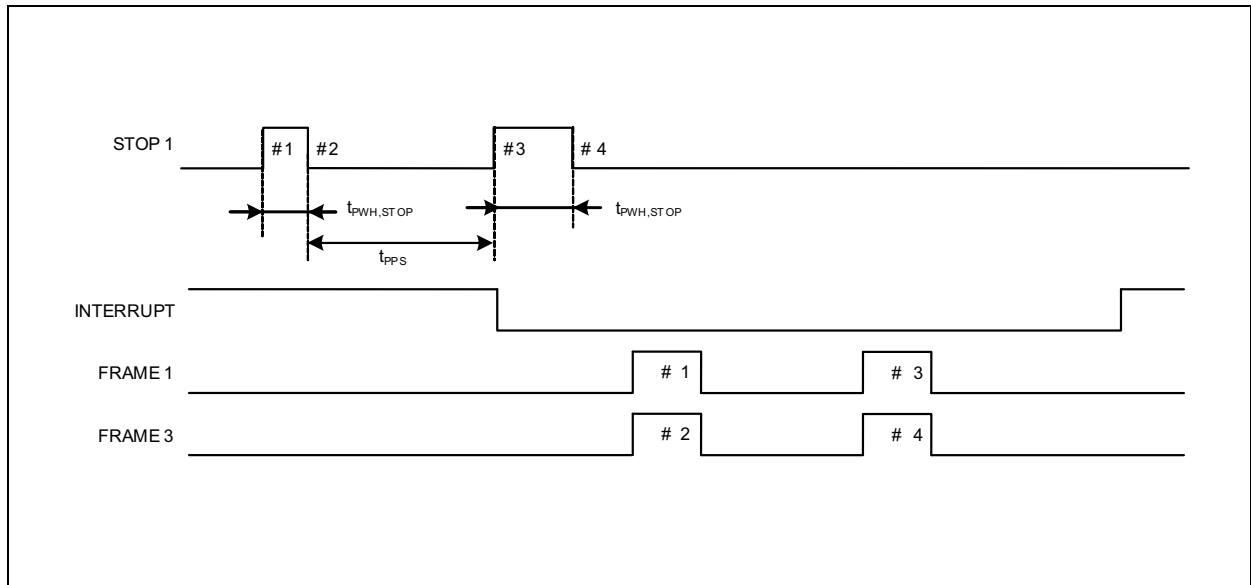 STOP 1
#1
#2
#3
# 4
tPWH,STOP
tPWH,STOP
tPPS
INTERRUPT
FRAME 1
# 1
# 3
FRAME 3
# 2
# 4